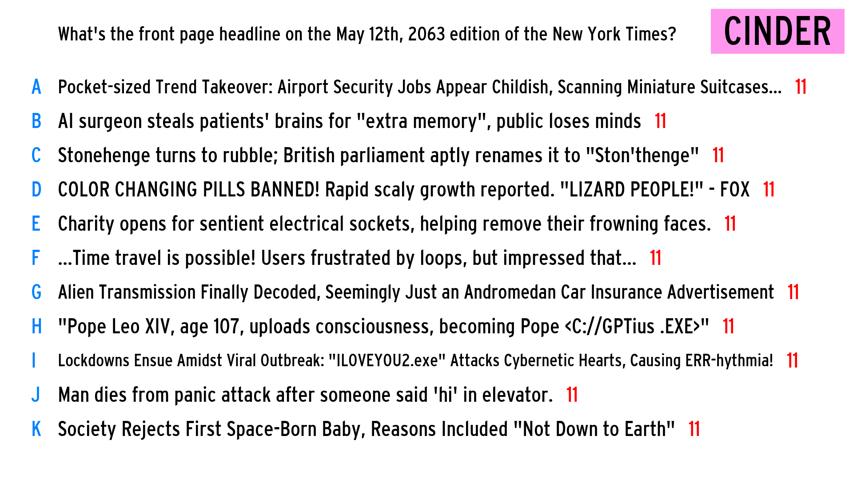 What's the front page headline on the May 12th, 2063 edition of the New York Times?
CINDER
A Pocket-sized Trend Takeover: Airport Security Jobs Appear Childish, Scanning Miniature Suitcases... 11
B AI surgeon steals patients' brains for "extra memory", public loses minds 11
C Stonehenge turns to rubble; British parliament aptly renames it to "Ston'thenge" 11
D COLOR CHANGING PILLS BANNED! Rapid scaly growth reported. "LIZARD PEOPLE!" - FOX 11
E Charity opens for sentient electrical sockets, helping remove their frowning faces. 11
F ...Time travel is possible! Users frustrated by loops, but impressed that... 11
G Alien Transmission Finally Decoded, Seemingly Just an Andromedan Car Insurance Advertisement 11
H "Pope Leo XIV, age 107, uploads consciousness, becoming Pope <C://GPTius .EXE>" 11
I Lockdowns Ensue Amidst Viral Outbreak: "ILOVEYOU2.exe" Attacks Cybernetic Hearts, Causing ERR-hythmia! 11
J Man dies from panic attack after someone said 'hi' in elevator. 11
K Society Rejects First Space-Born Baby, Reasons Included "Not Down to Earth" 11